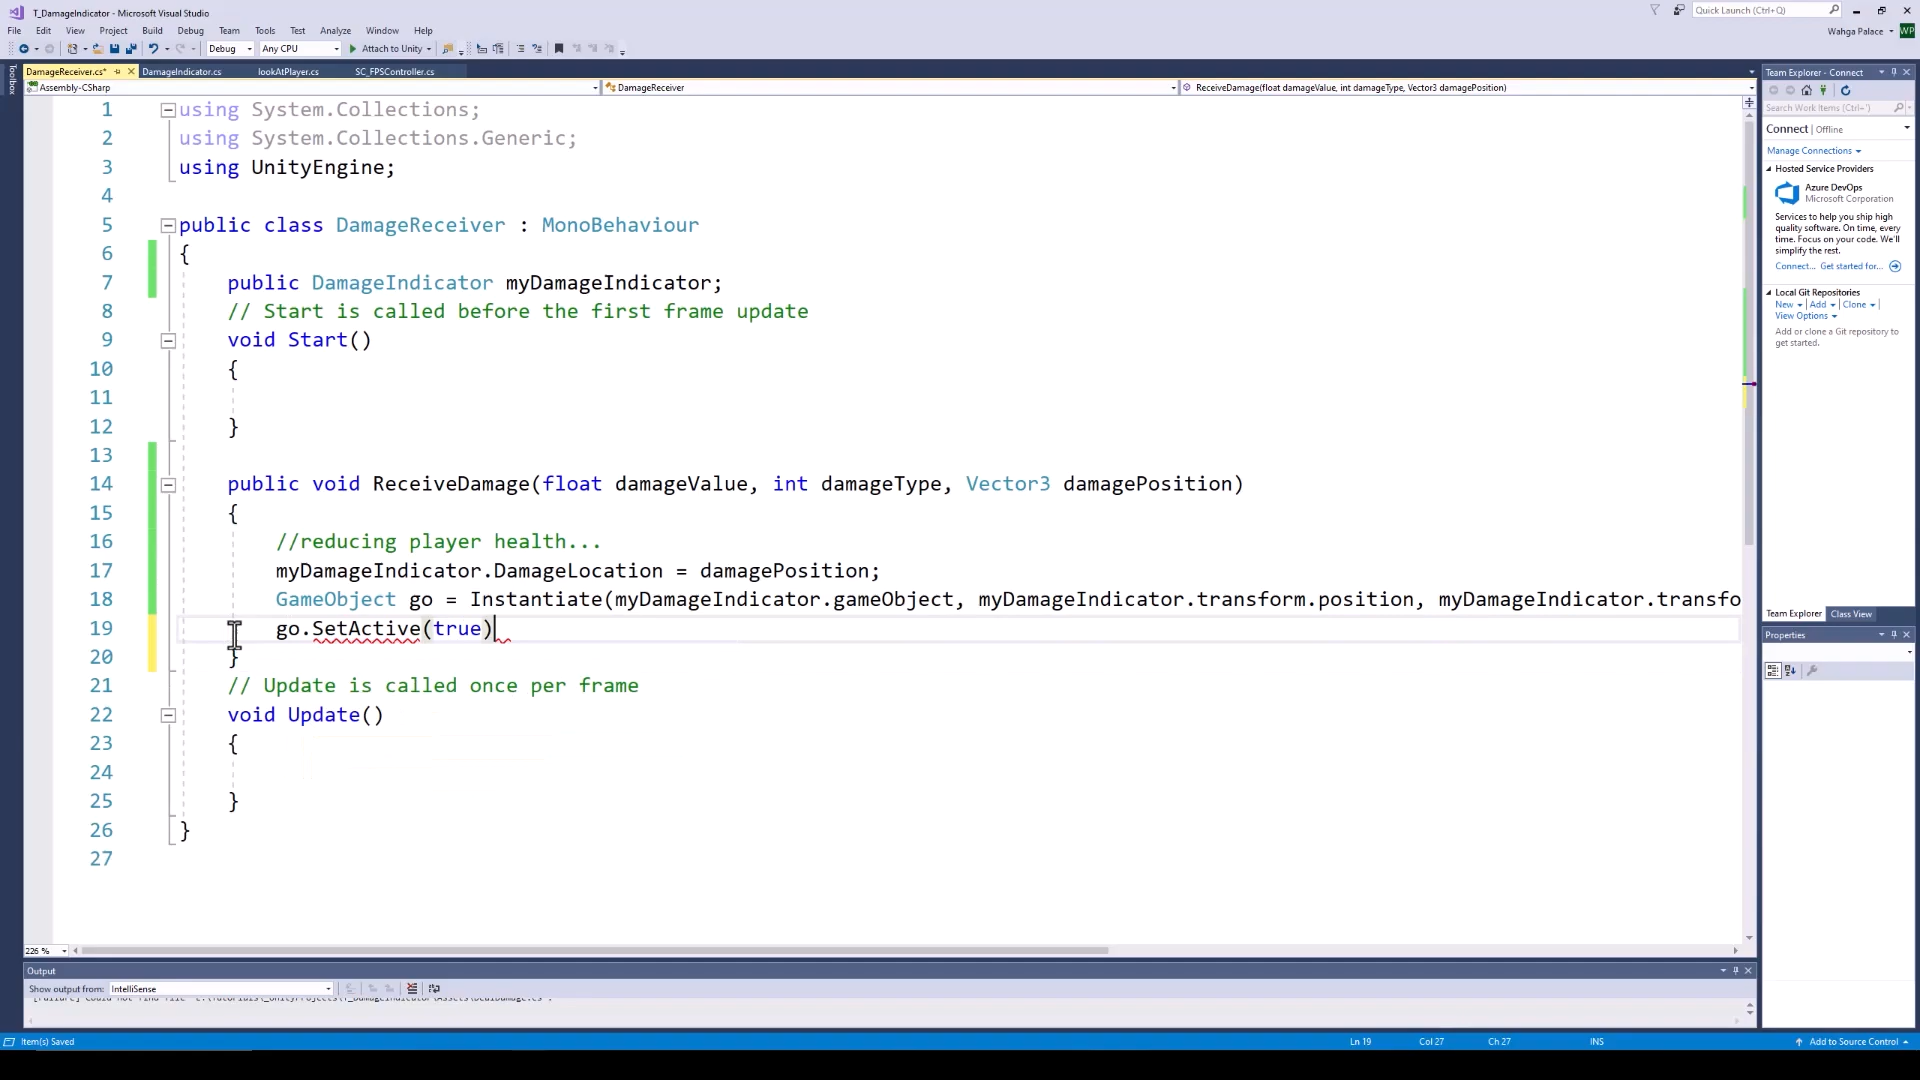 T_DamageIndicator - Microsoft Visual Studio
Quick Launch (Ctrl+Q)
File Edit View Project Build Debug Team Tools Test Analyze Window Help
Wahga Palace WP
Debug Any CPU Attach to Unity
Toolbox
DamageReceiver.cs* DamageIndicator.cs lookAtPlayer.cs SC_FPSController.cs
Assembly-CSharp DamageReceiver ReceiveDamage(float damageValue, int damageType, Vector3 damagePosition)
1 using System.Collections;
2 using System.Collections.Generic;
3 using UnityEngine;
4
5 public class DamageReceiver : MonoBehaviour
6 {
7 public DamageIndicator myDamageIndicator;
8 // Start is called before the first frame update
9 void Start()
10 {
11
12 }
13
14 public void ReceiveDamage(float damageValue, int damageType, Vector3 damagePosition)
15 {
16 //reducing player health...
17 myDamageIndicator.DamageLocation = damagePosition;
18 GameObject go = Instantiate(myDamageIndicator.gameObject, myDamageIndicator.transform.position, myDamageIndicator.transfo
19 go.SetActive(true)
20 }
21 // Update is called once per frame
22 void Update()
23 {
24
25 }
26 }
27
226 %
Output
Show output from: IntelliSense
Item(s) Saved
Ln 19 Col 27 Ch 27 INS
Add to Source Control
Team Explorer - Connect
Search Work Items (Ctrl+')
Connect | Offline
Manage Connections
Hosted Service Providers
Azure DevOps
Microsoft Corporation
Services to help you ship high
quality software. On time, every
time. Focus on your code. We'll
simplify the rest.
Connect... Get started for...
Local Git Repositories
New Add Clone
View Options
Add or clone a Git repository to
get started.
Team Explorer Class View
Properties